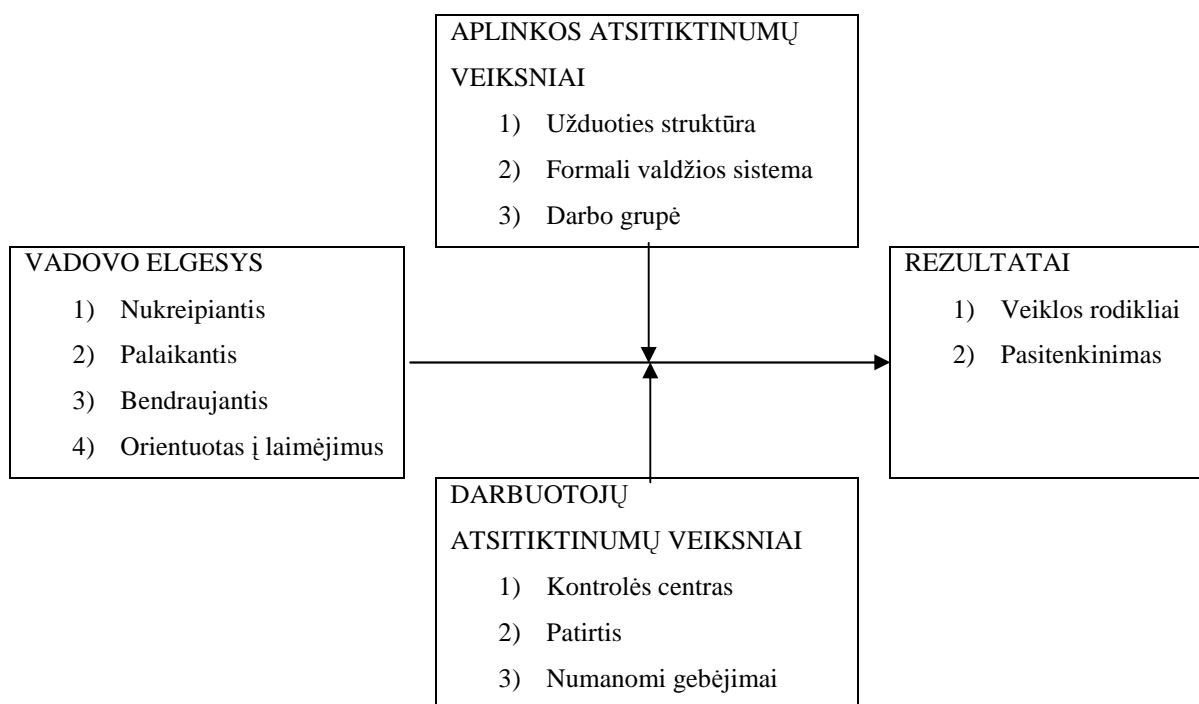 APLINKOS ATSITIKTINUMŲ
VEIKSNIAI
1) Užduoties struktūra
2) Formali valdžios sistema
3) Darbo grupė
VADOVO ELGESYS
1) Nukreipiantis
2) Palaikantis
3) Bendraujantis
4) Orientuotas į laimėjimus
REZULTATAI
1) Veiklos rodikliai
2) Pasitenkinimas
DARBUOTOJŲ
ATSITIKTINUMŲ VEIKSNIAI
1) Kontrolės centras
2) Patirtis
3) Numanomi gebėjimai